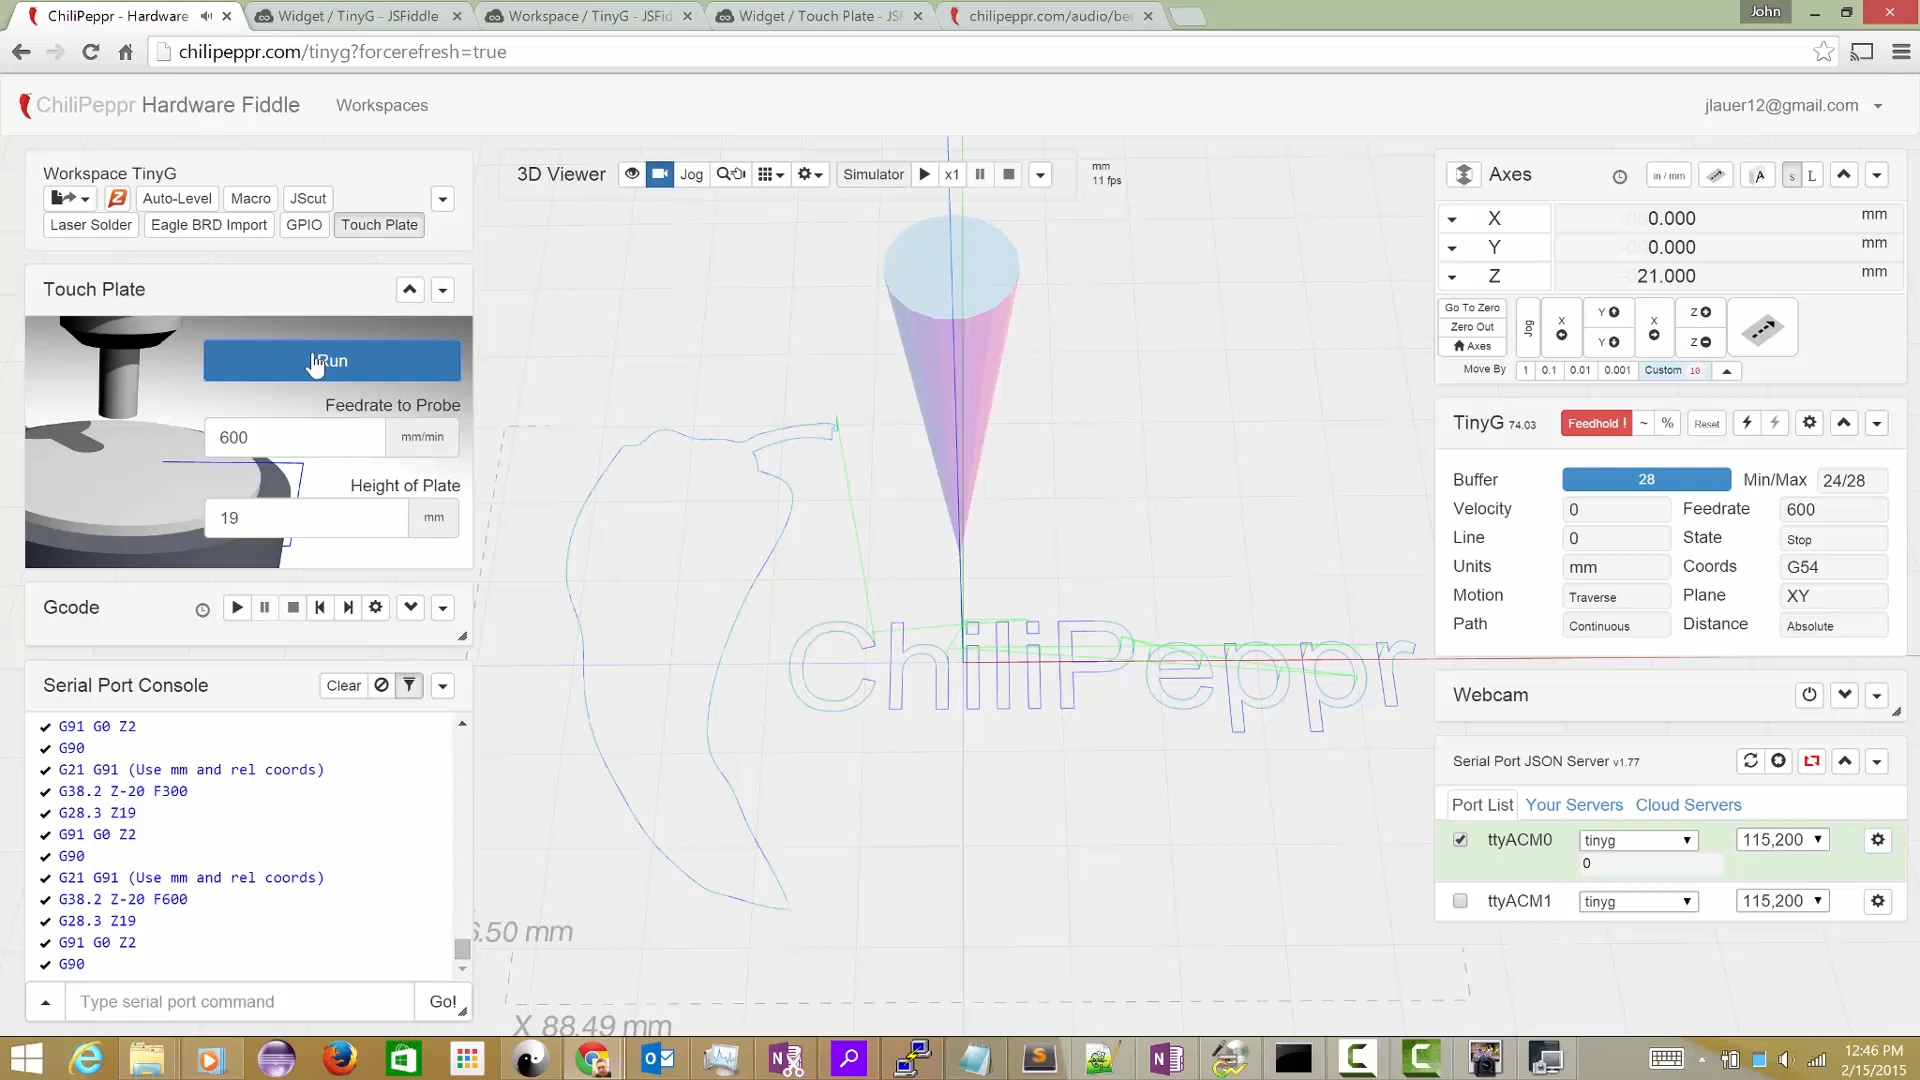 ChiliPeppr - Hardware
Widget / TinyG - JSFiddle
Workspace / TinyG - JSFid
Widget / Touch Plate - JSF
chilipeppr.com/audio/bee
John
chilipeppr.com/tinyg?forcerefresh=true
ChiliPeppr Hardware Fiddle
Workspaces
jlauer12@gmail.com
Workspace TinyG
Auto-Level
Macro
JScut
Laser Solder
Eagle BRD Import
GPIO
Touch Plate
Touch Plate
Run
Feedrate to Probe
600
mm/min
Height of Plate
19
mm
Gcode
Serial Port Console
Clear
G91 G0 Z2
G90
G21 G91 (Use mm and rel coords)
G38.2 Z-20 F300
G28.3 Z19
G91 G0 Z2
G90
G21 G91 (Use mm and rel coords)
G38.2 Z-20 F600
G28.3 Z19
G91 G0 Z2
G90
Type serial port command
Go!
3D Viewer
Jog
Simulator
x1
mm
11 fps
ChiliPeppr
6.50 mm
X 88.49 mm
Axes
in / mm
A
s
L
X 0.000 mm
Y 0.000 mm
Z 21.000 mm
Go To Zero
Zero Out
Axes
Jog
X
Y
Y
X
Z
Z
Move By
1
0.1
0.01
0.001
Custom 10
TinyG 74.03
Feedhold !
~
%
Reset
Buffer 28 Min/Max 24/28
Velocity 0 Feedrate 600
Line 0 State Stop
Units mm Coords G54
Motion Traverse Plane XY
Path Continuous Distance Absolute
Webcam
Serial Port JSON Server v1.77
Port List
Your Servers
Cloud Servers
ttyACM0
tinyg
115,200
0
ttyACM1
tinyg
115,200
12:46 PM
2/15/2015